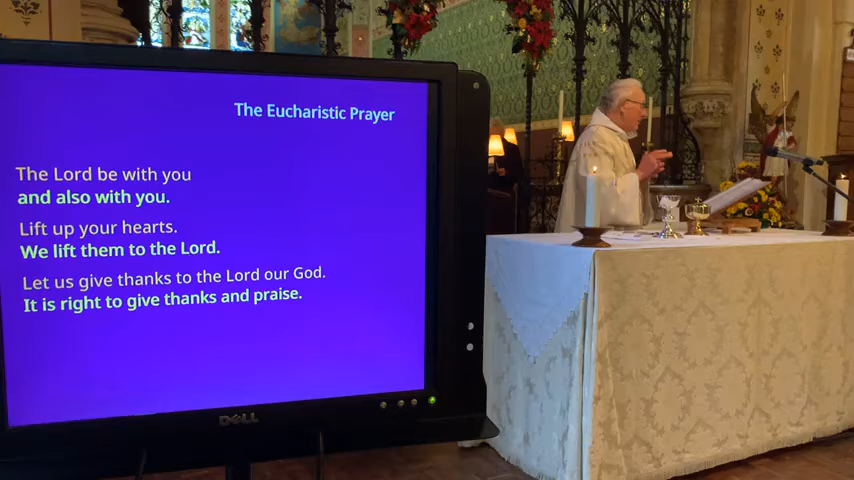 The Eucharistic Prayer
The Lord be with you
and also with you.
Lift up your hearts.
We lift them to the Lord.
Let us give thanks to the Lord our God.
It is right to give thanks and praise.
DELL